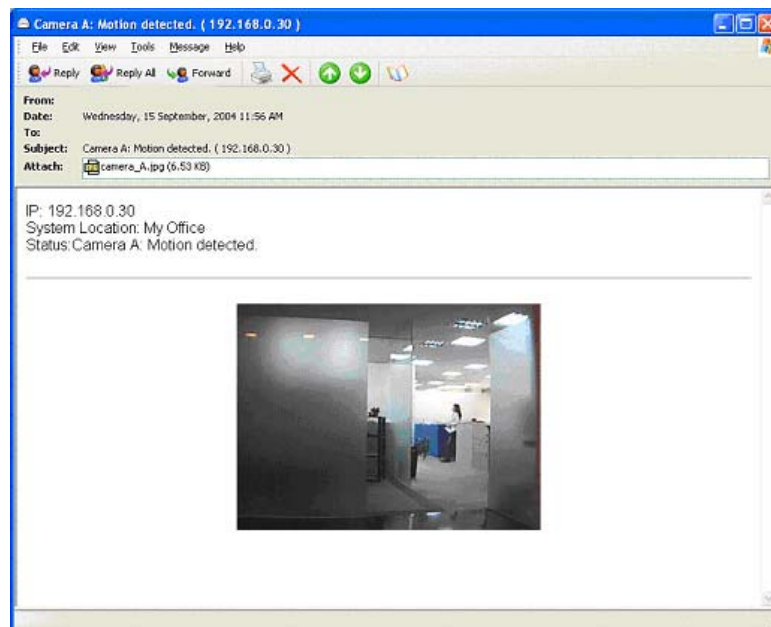 Camera A: Motion detected. ( 192.168.0.30 )
File Edit View Tools Message Help
Reply Reply All Forward
From:
Date: Wednesday, 15 September, 2004 11:56 AM
To:
Subject: Camera A: Motion detected. ( 192.168.0.30 )
Attach: camera_A.jpg (6.53 KB)
IP: 192.168.0.30
System Location: My Office
Status:Camera A: Motion detected.